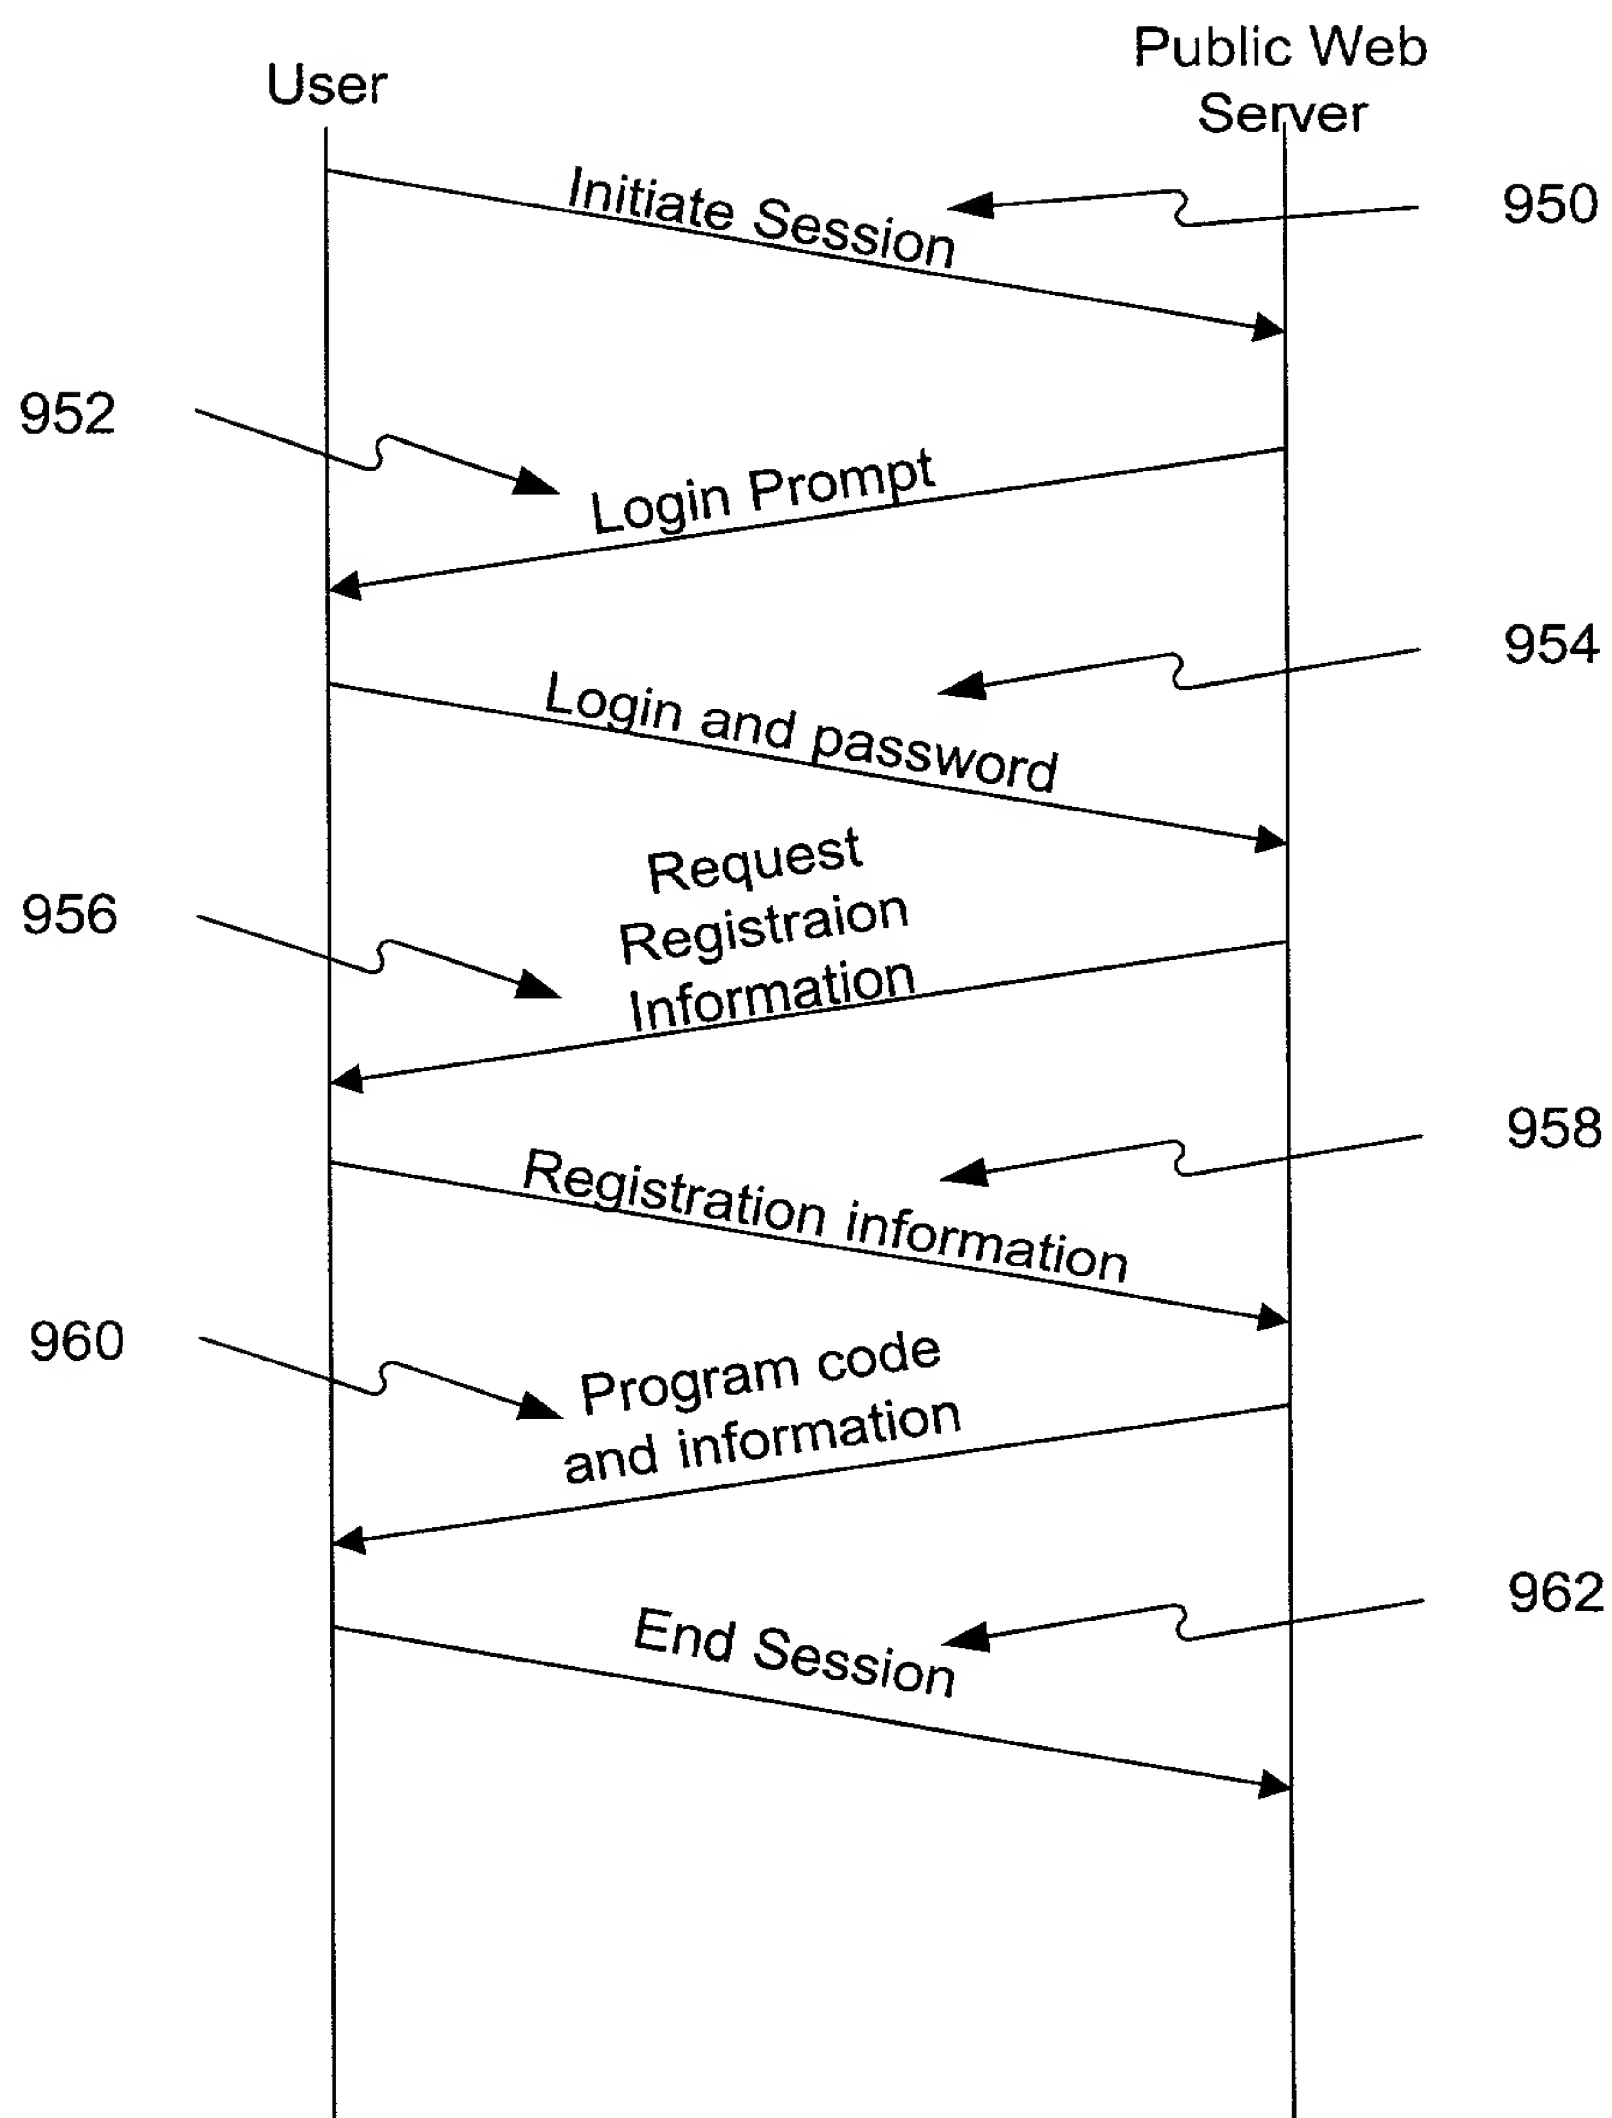 User
Public Web
Server
Initiate Session
950
952
Login Prompt
954
Login and password
956
Request
Registraion
Information
958
Registration information
960
Program code
and information
962
End Session